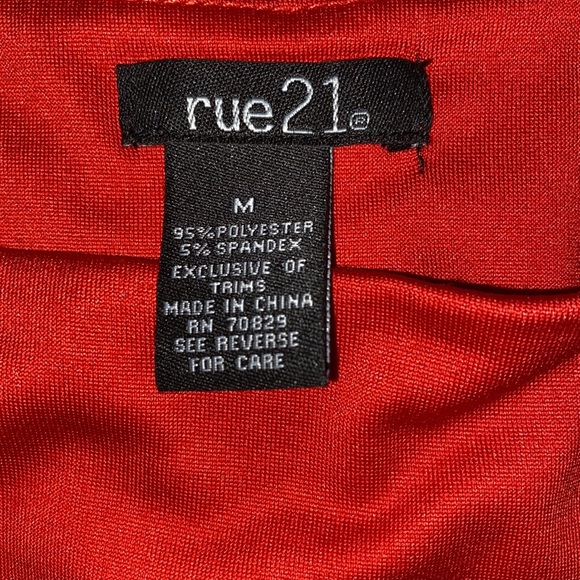 rue21®
M
95% POLYESTER
5% SPANDEX
EXCLUSIVE OF
TRIMS
MADE IN CHINA
RN 70829
SEE REVERSE
FOR CARE